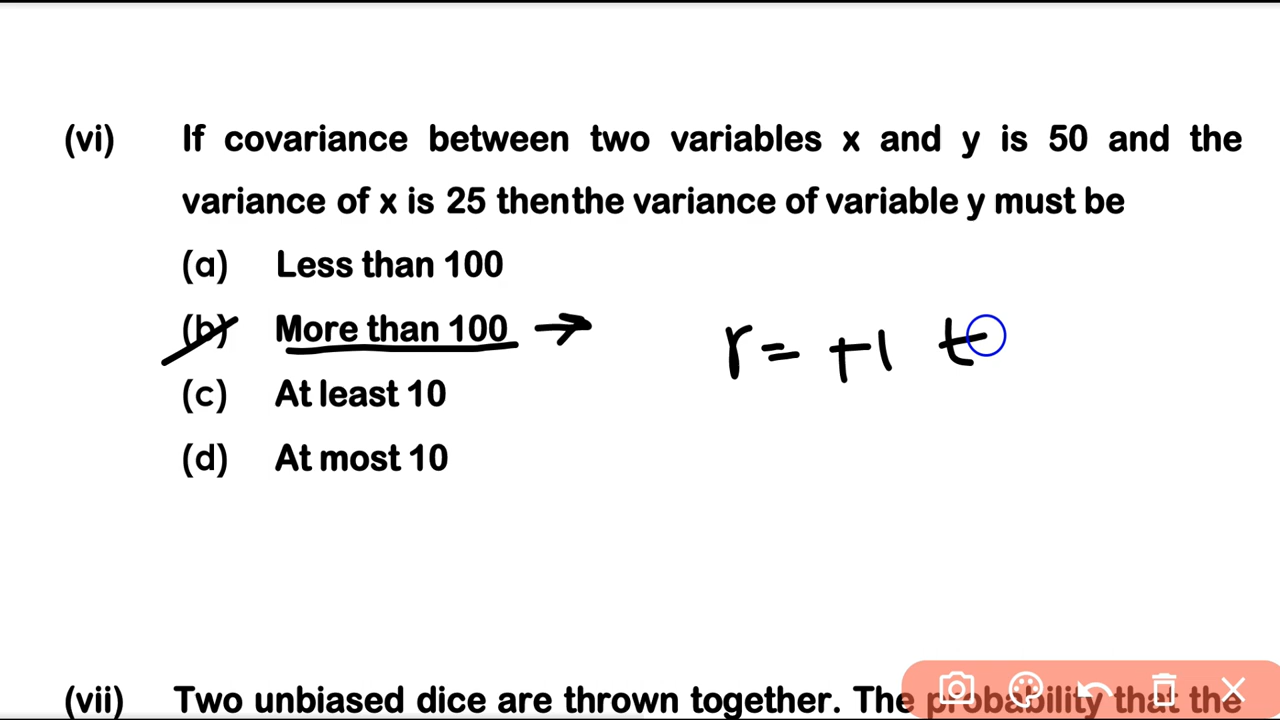 (vi) If covariance between two variables x and y is 50 and the
variance of x is 25 thenthe variance of variable y must be
(a) Less than 100
(b) More than 100
(c) At least 10
(d) At most 10
r = +1 t
(vii) Two unbiased dice are thrown together. The probability that the